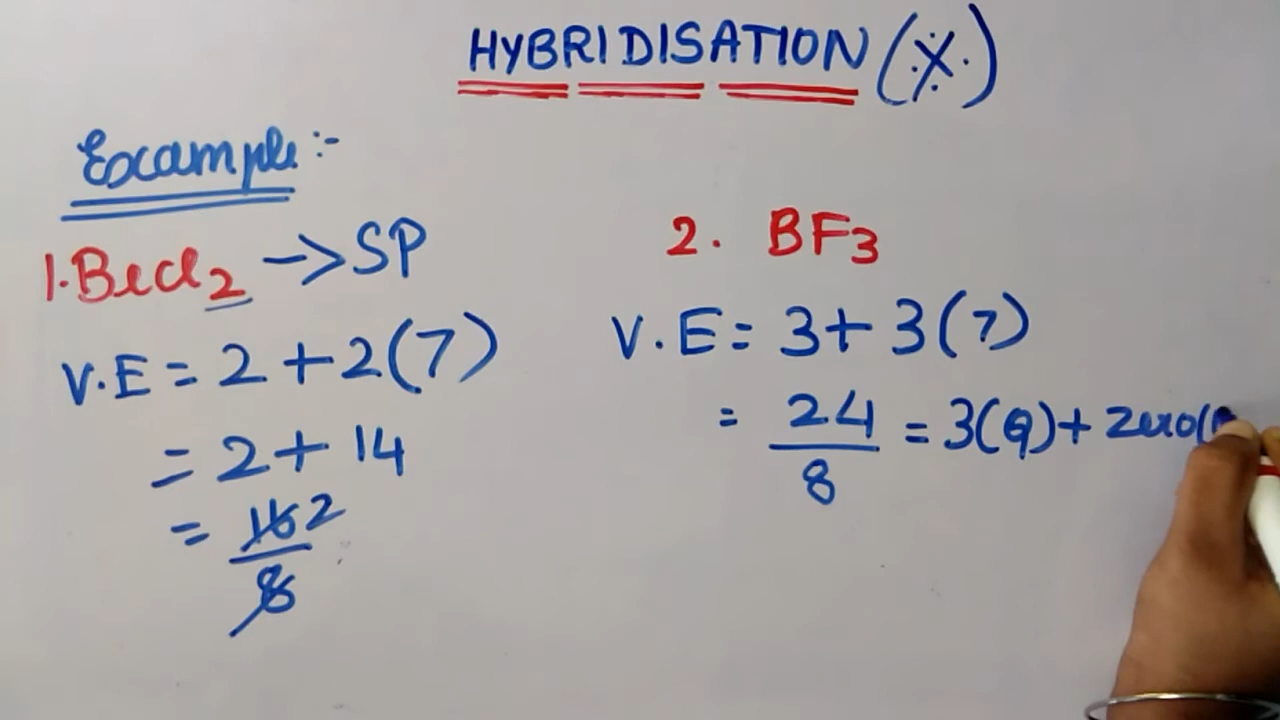 HYBRIDISATION (X)
Example:-
1. BeCl2 -> SP
V.E = 2 + 2(7)
= 2 + 14
= 16 2
8
2. BF3
V.E = 3 + 3(7)
= 24/8 = 3(Q) + Zero(